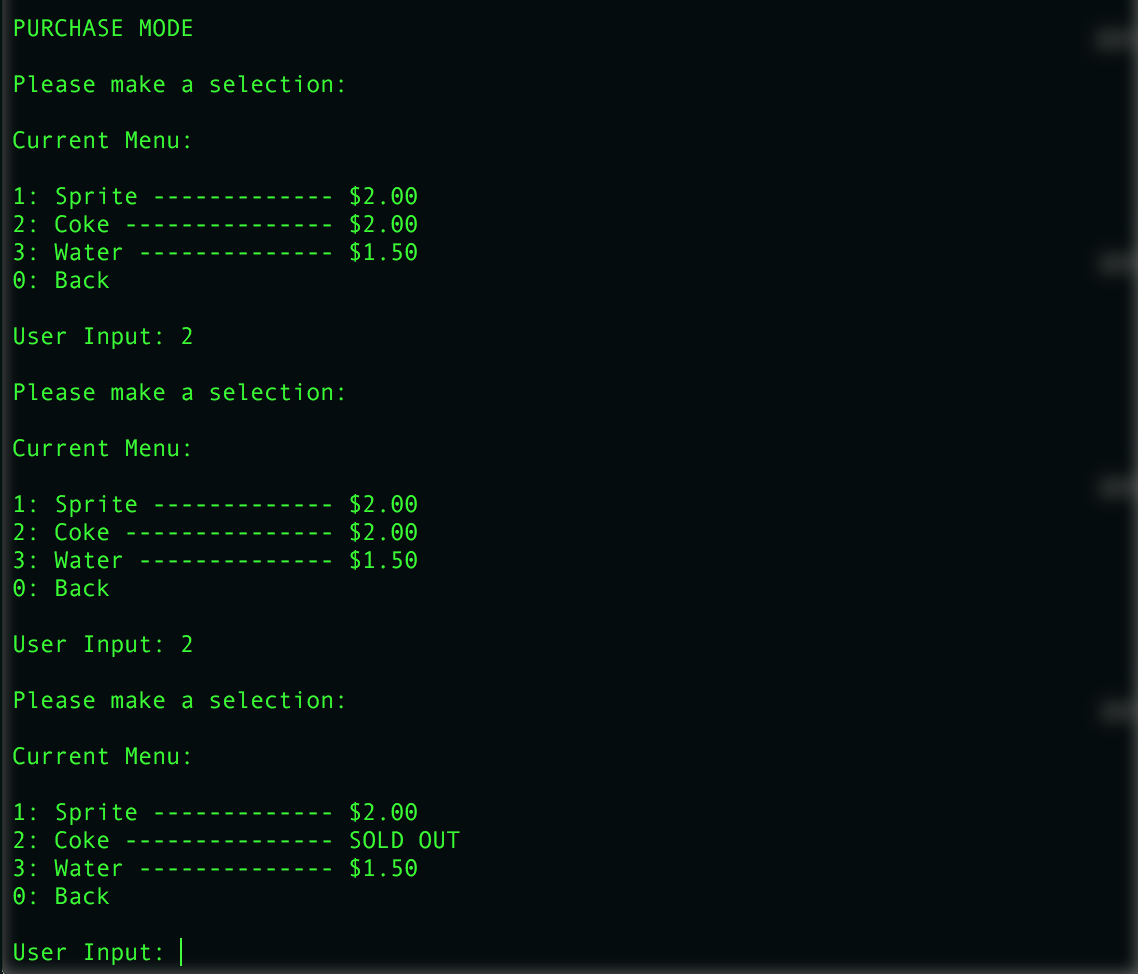 PURCHASE MODE
Please make a selection:
Current Menu:
1: Sprite ------------- $2.00
2: Coke --------------- $2.00
3: Water -------------- $1.50
0: Back
User Input: 2
Please make a selection:
Current Menu:
1: Sprite ------------- $2.00
2: Coke --------------- $2.00
3: Water -------------- $1.50
0: Back
User Input: 2
Please make a selection:
Current Menu:
1: Sprite ------------- $2.00
2: Coke --------------- SOLD OUT
3: Water -------------- $1.50
0: Back
User Input: